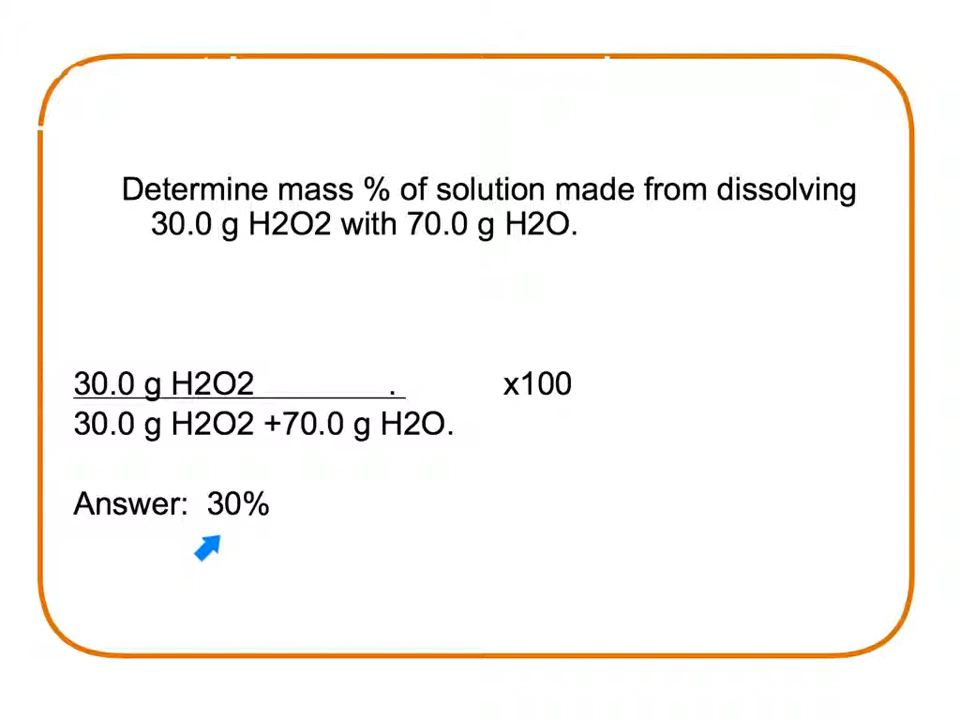 Determine mass % of solution made from dissolving
30.0 g H2O2 with 70.0 g H2O.
30.0 g H2O2 . x100
30.0 g H2O2 +70.0 g H2O.
Answer: 30%